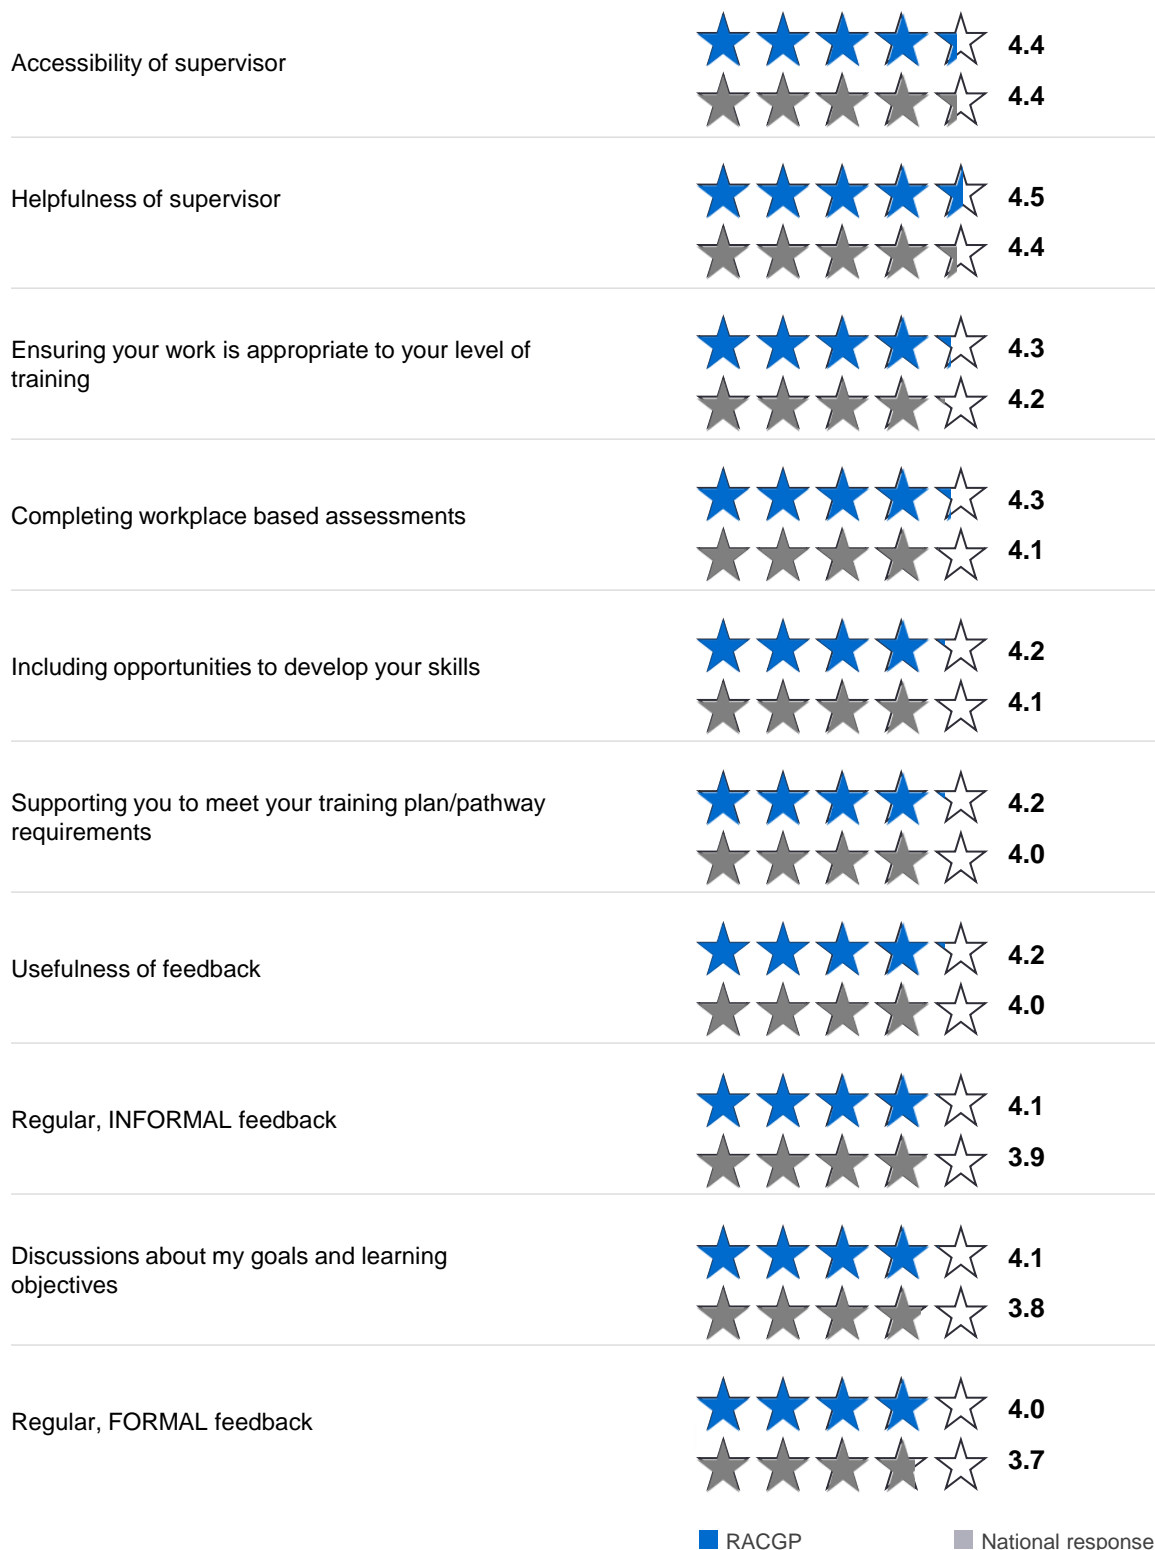 Accessibility of supervisor
4.4
4.4
Helpfulness of supervisor
4.5
4.4
Ensuring your work is appropriate to your level of
training
4.3
4.2
Completing workplace based assessments
4.3
4.1
Including opportunities to develop your skills
4.2
4.1
Supporting you to meet your training plan/pathway
requirements
4.2
4.0
Usefulness of feedback
4.2
4.0
Regular, INFORMAL feedback
4.1
3.9
Discussions about my goals and learning
objectives
4.1
3.8
Regular, FORMAL feedback
4.0
3.7
RACGP
National response